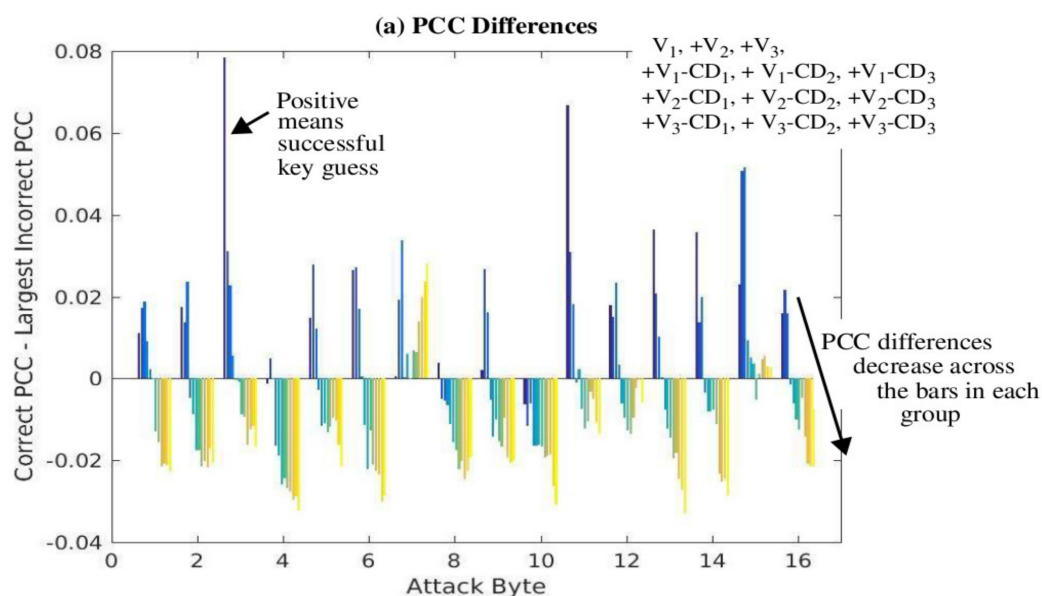 (a) PCC Differences
V₁, +V₂, +V₃,
+V₁-CD₁, + V₁-CD₂, +V₁-CD₃
+V₂-CD₁, + V₂-CD₂, +V₂-CD₃
+V₃-CD₁, + V₃-CD₂, +V₃-CD₃
0.08
0.06
0.04
0.02
0
-0.02
-0.04
Correct PCC - Largest Incorrect PCC
Positive
means
successful
key guess
PCC differences
decrease across
the bars in each
group
0 2 4 6 8 10 12 14 16
Attack Byte